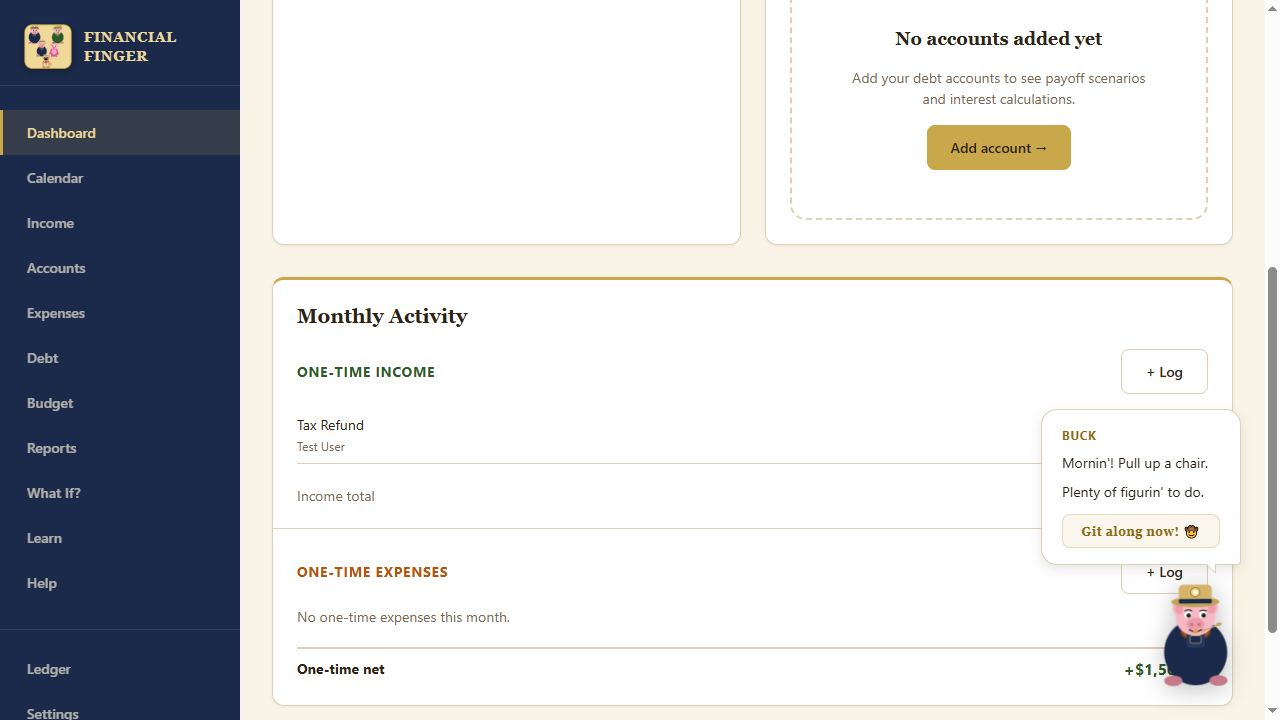 FINANCIAL
FINGER
Dashboard
Calendar
Income
Accounts
Expenses
Debt
Budget
Reports
What If?
Learn
Help
Ledger
Settings
No accounts added yet
Add your debt accounts to see payoff scenarios
and interest calculations.
Add account →
Monthly Activity
ONE-TIME INCOME
+ Log
Tax Refund
Test User
Income total
ONE-TIME EXPENSES
+ Log
No one-time expenses this month.
One-time net
BUCK
Mornin'! Pull up a chair.
Plenty of figurin' to do.
Git along now! 🤠